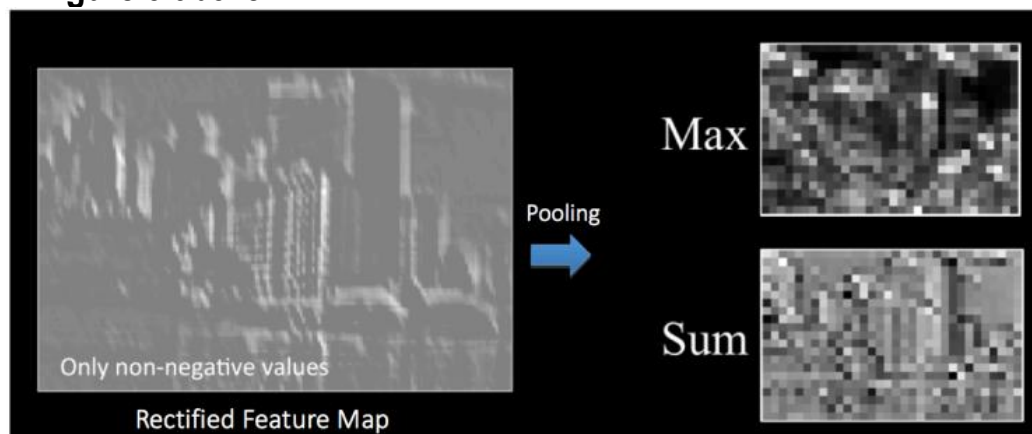 Max
Pooling
Only non-negative values
Sum
Rectified Feature Map